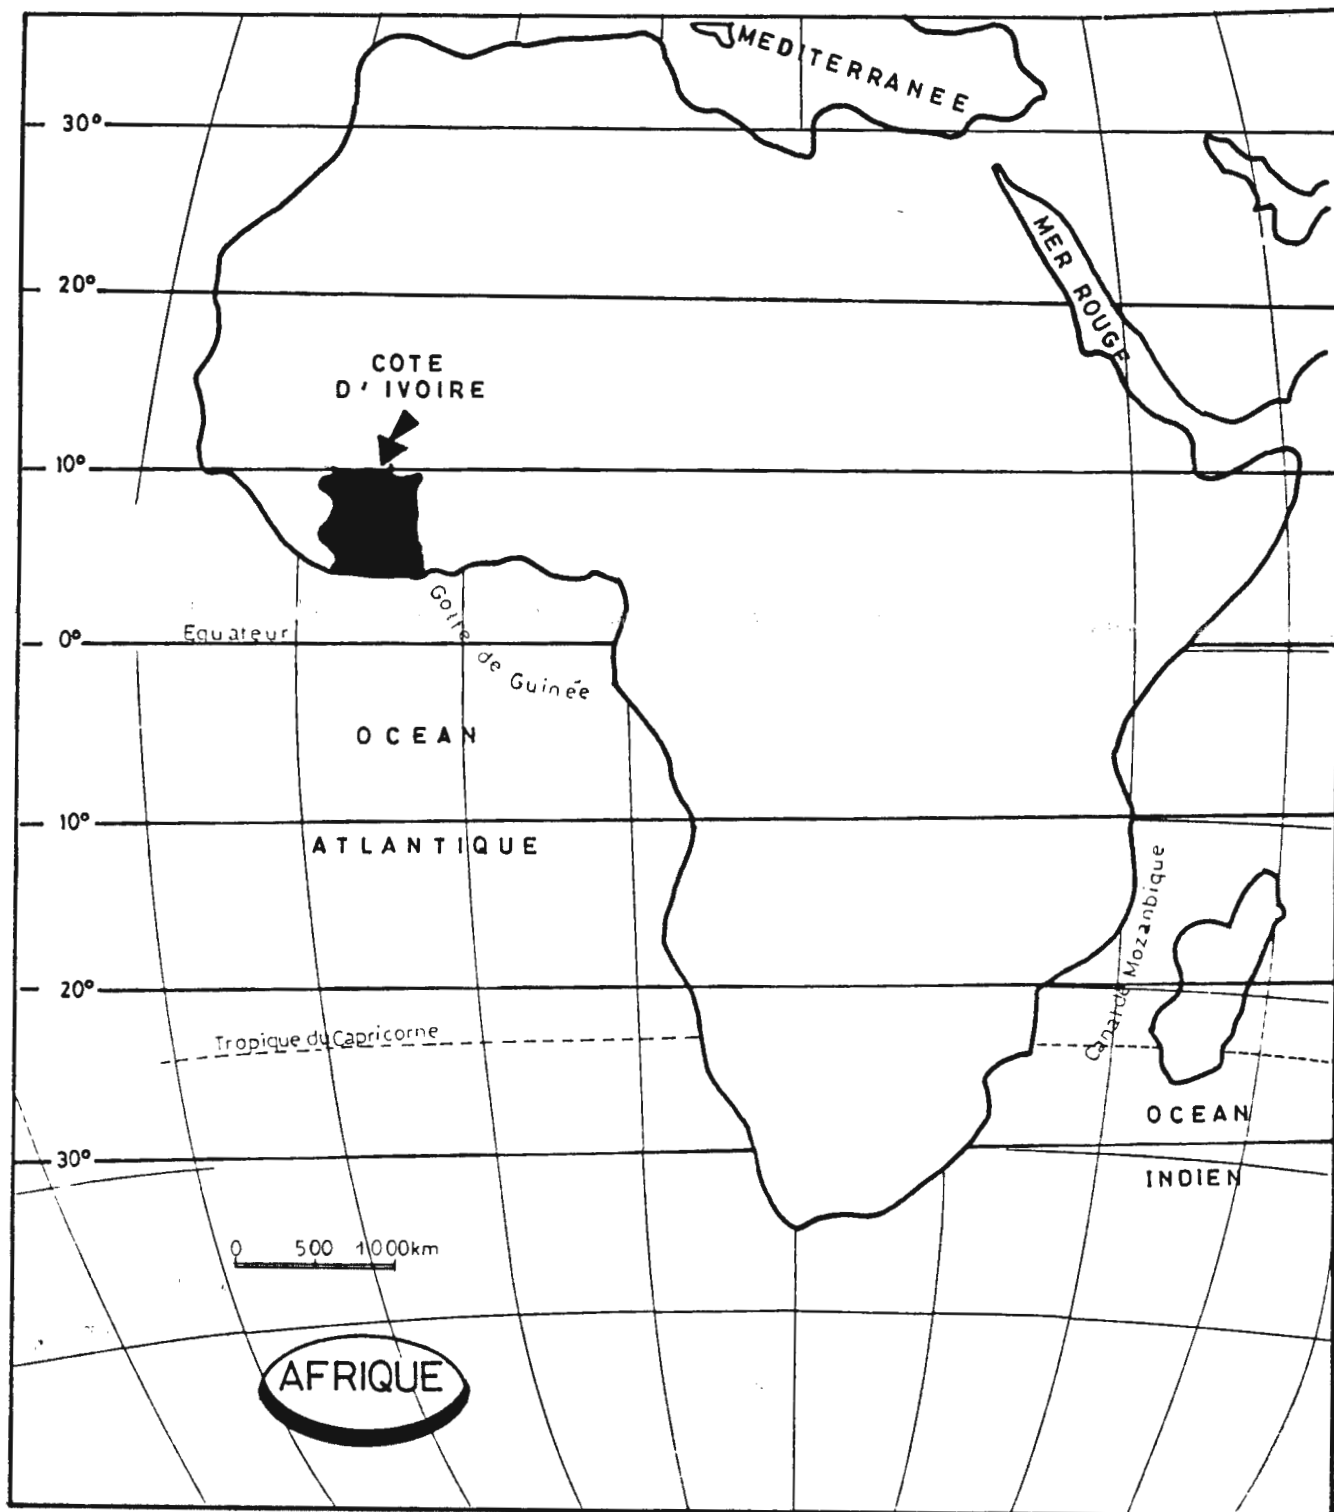 MEDITERRANEE
30°
MER ROUGE
20°
COTE
D' IVOIRE
10°
Golfe de Guinée
Equateur
0°
OCEAN
10°
ATLANTIQUE
Canal de Mozanbique
20°
Tropique du Capricorne
OCEAN
30°
INDIEN
0 500 1000km
AFRIQUE